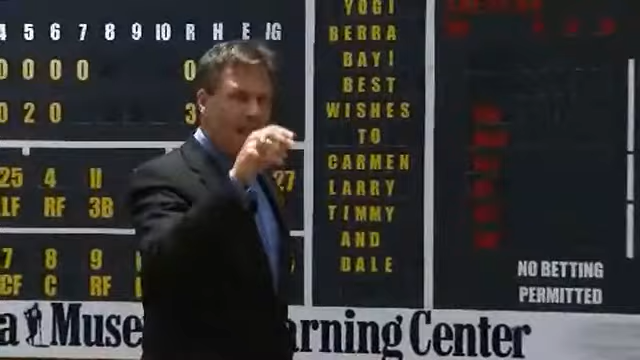 4 5 6 7 8 9 10 R H E IG
0 0 0 0 0
0 2 0 3
25 4 11 27
LF RF 3B
7 8 9
CF C RF
YOGI
BERRA
BAY!
BEST
WISHES
TO
CARMEN
LARRY
TIMMY
AND
DALE
NO BETTING
PERMITTED
a Muse arning Center